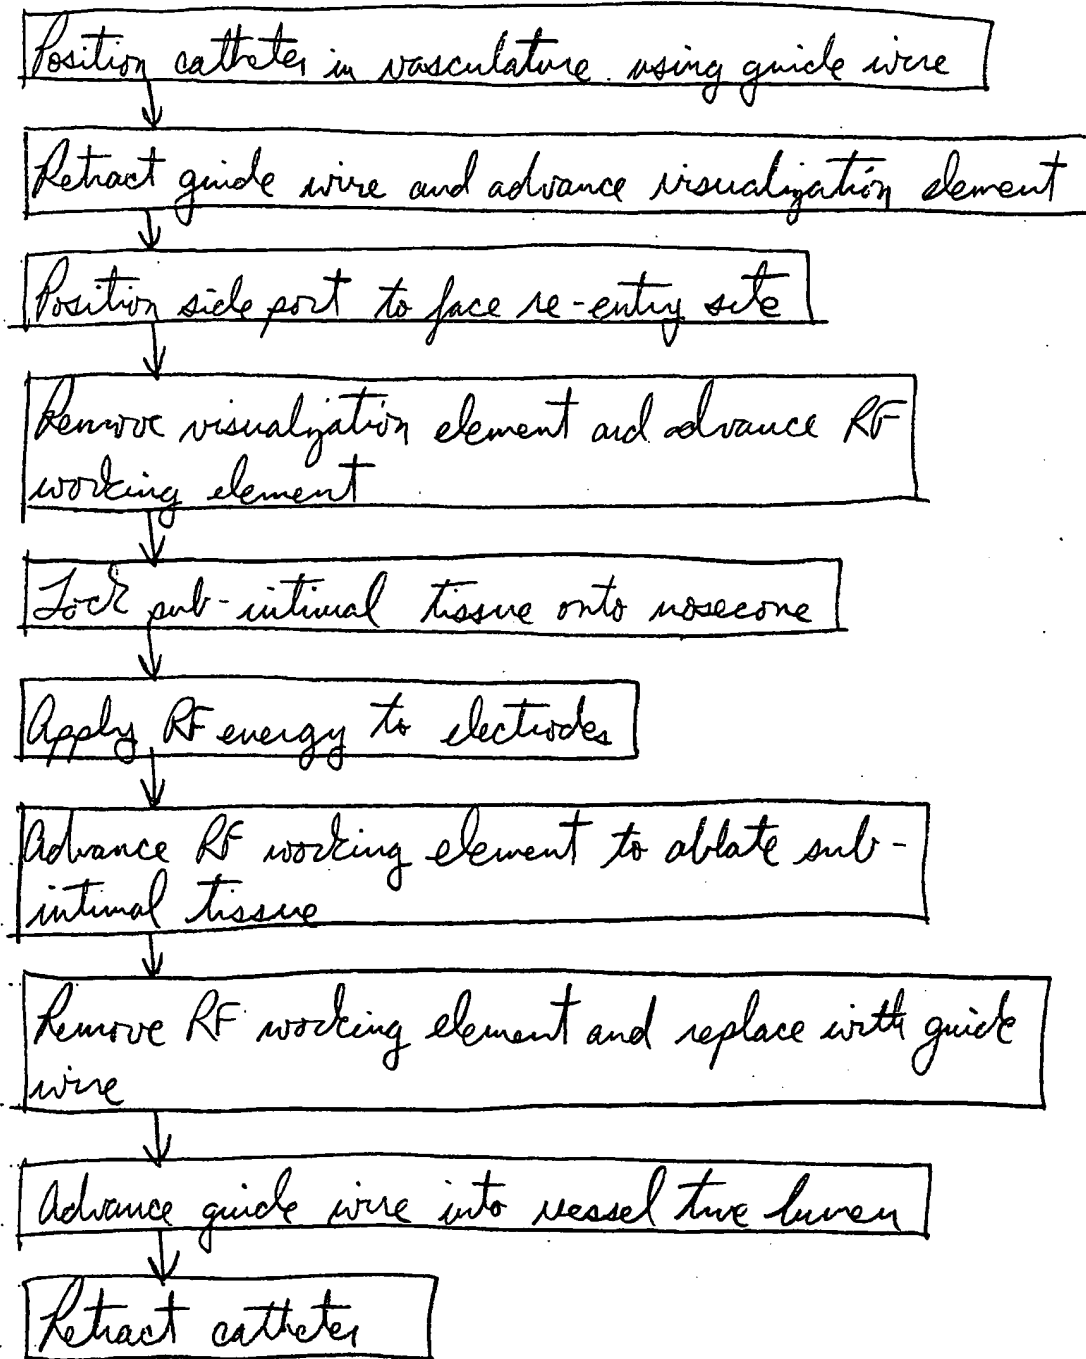 Position catheter in vasculature using guide wire
Retract guide wire and advance visualization element
Position side port to face re-entry site
Remove visualization element and advance RF
working element
Lock sub-intimal tissue onto nosecone
Apply RF energy to electrodes
Advance RF working element to ablate sub-
intimal tissue
Remove RF working element and replace with guide
wire
Advance guide wire into vessel true lumen
Retract catheter